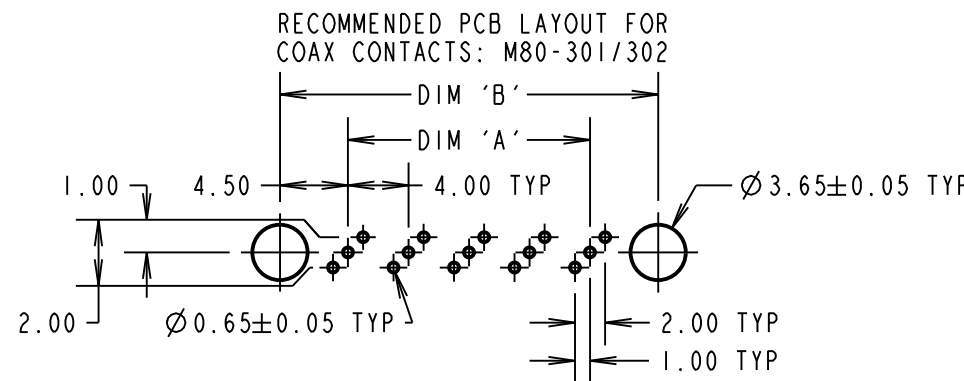 RECOMMENDED PCB LAYOUT FOR
COAX CONTACTS: M80-301/302
DIM 'B'
DIM 'A'
1.00
4.50
4.00 TYP
Ø3.65±0.05 TYP
2.00
Ø0.65±0.05 TYP
2.00 TYP
1.00 TYP